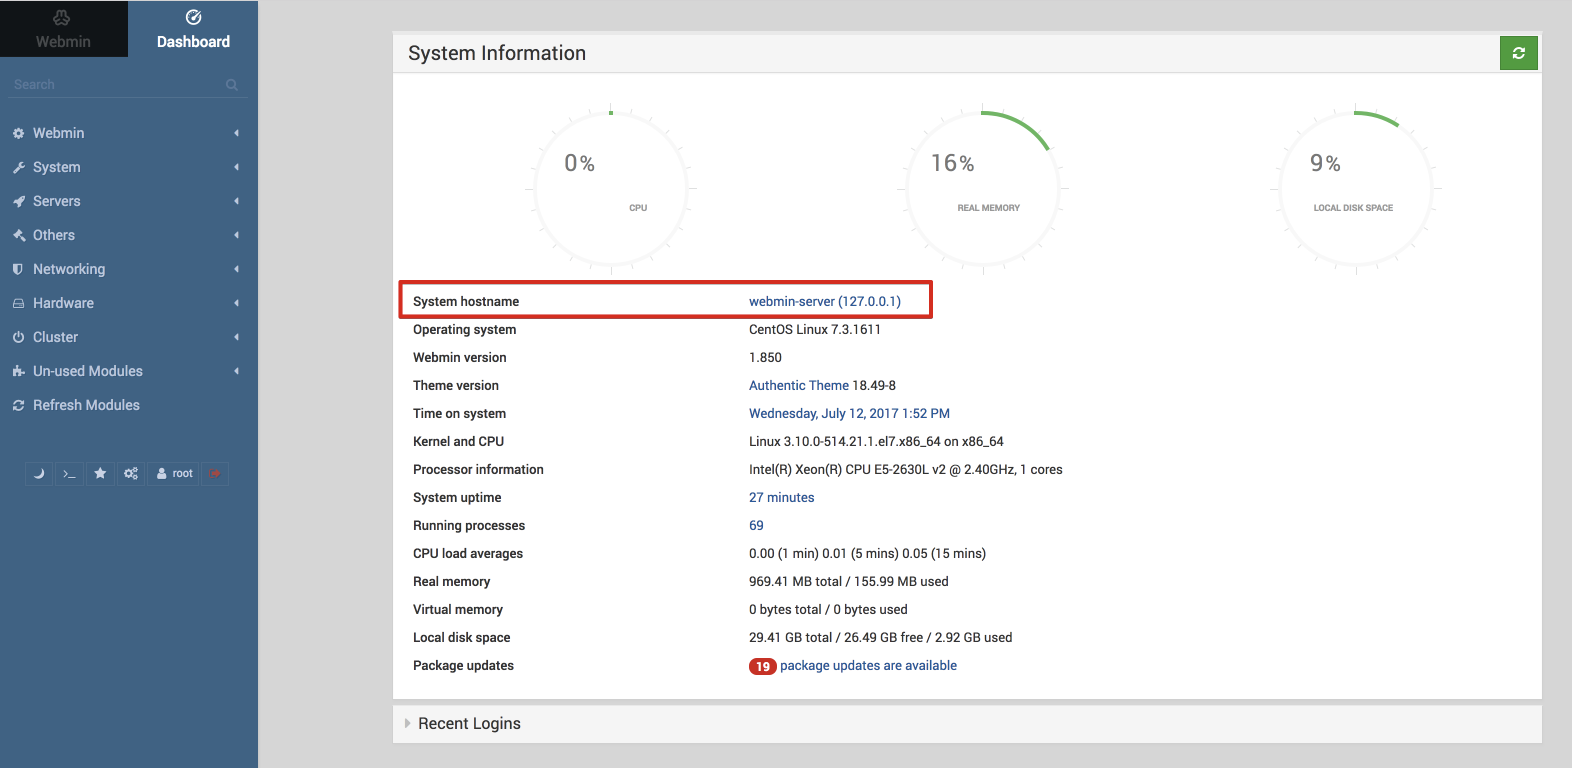 Webmin
Dashboard
Search
Webmin
System
Servers
Others
Networking
Hardware
Cluster
Un-used Modules
Refresh Modules
>_ root
System Information
0% 16% 9%
CPU REAL MEMORY LOCAL DISK SPACE
System hostname webmin-server (127.0.0.1)
Operating system CentOS Linux 7.3.1611
Webmin version 1.850
Theme version Authentic Theme 18.49-8
Time on system Wednesday, July 12, 2017 1:52 PM
Kernel and CPU Linux 3.10.0-514.21.1.el7.x86_64 on x86_64
Processor information Intel(R) Xeon(R) CPU E5-2630L v2 @ 2.40GHz, 1 cores
System uptime 27 minutes
Running processes 69
CPU load averages 0.00 (1 min) 0.01 (5 mins) 0.05 (15 mins)
Real memory 969.41 MB total / 155.99 MB used
Virtual memory 0 bytes total / 0 bytes used
Local disk space 29.41 GB total / 26.49 GB free / 2.92 GB used
Package updates 19 package updates are available
Recent Logins